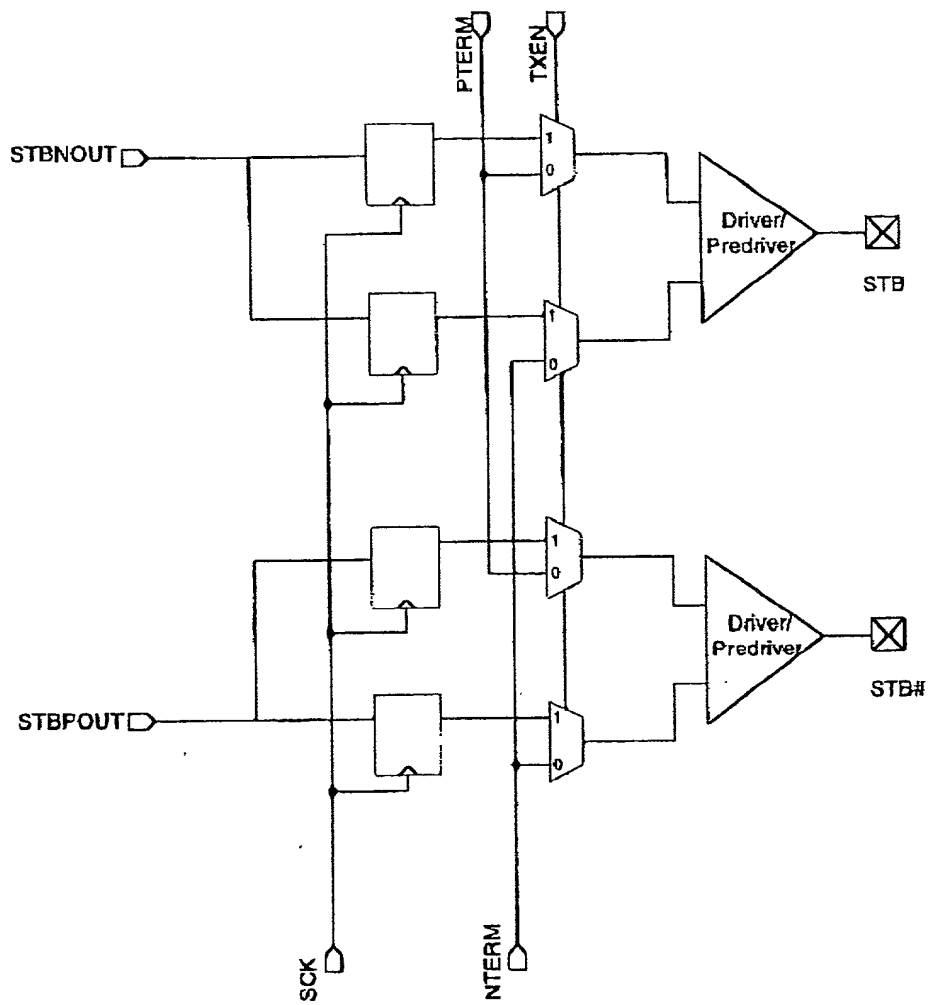 PTERM
TXEN
STBNOUT
1
0
Driver/
Predriver
STB
1
0
1
0
Driver/
Predriver
STB#
STBPOUT
1
0
SCK
NTERM